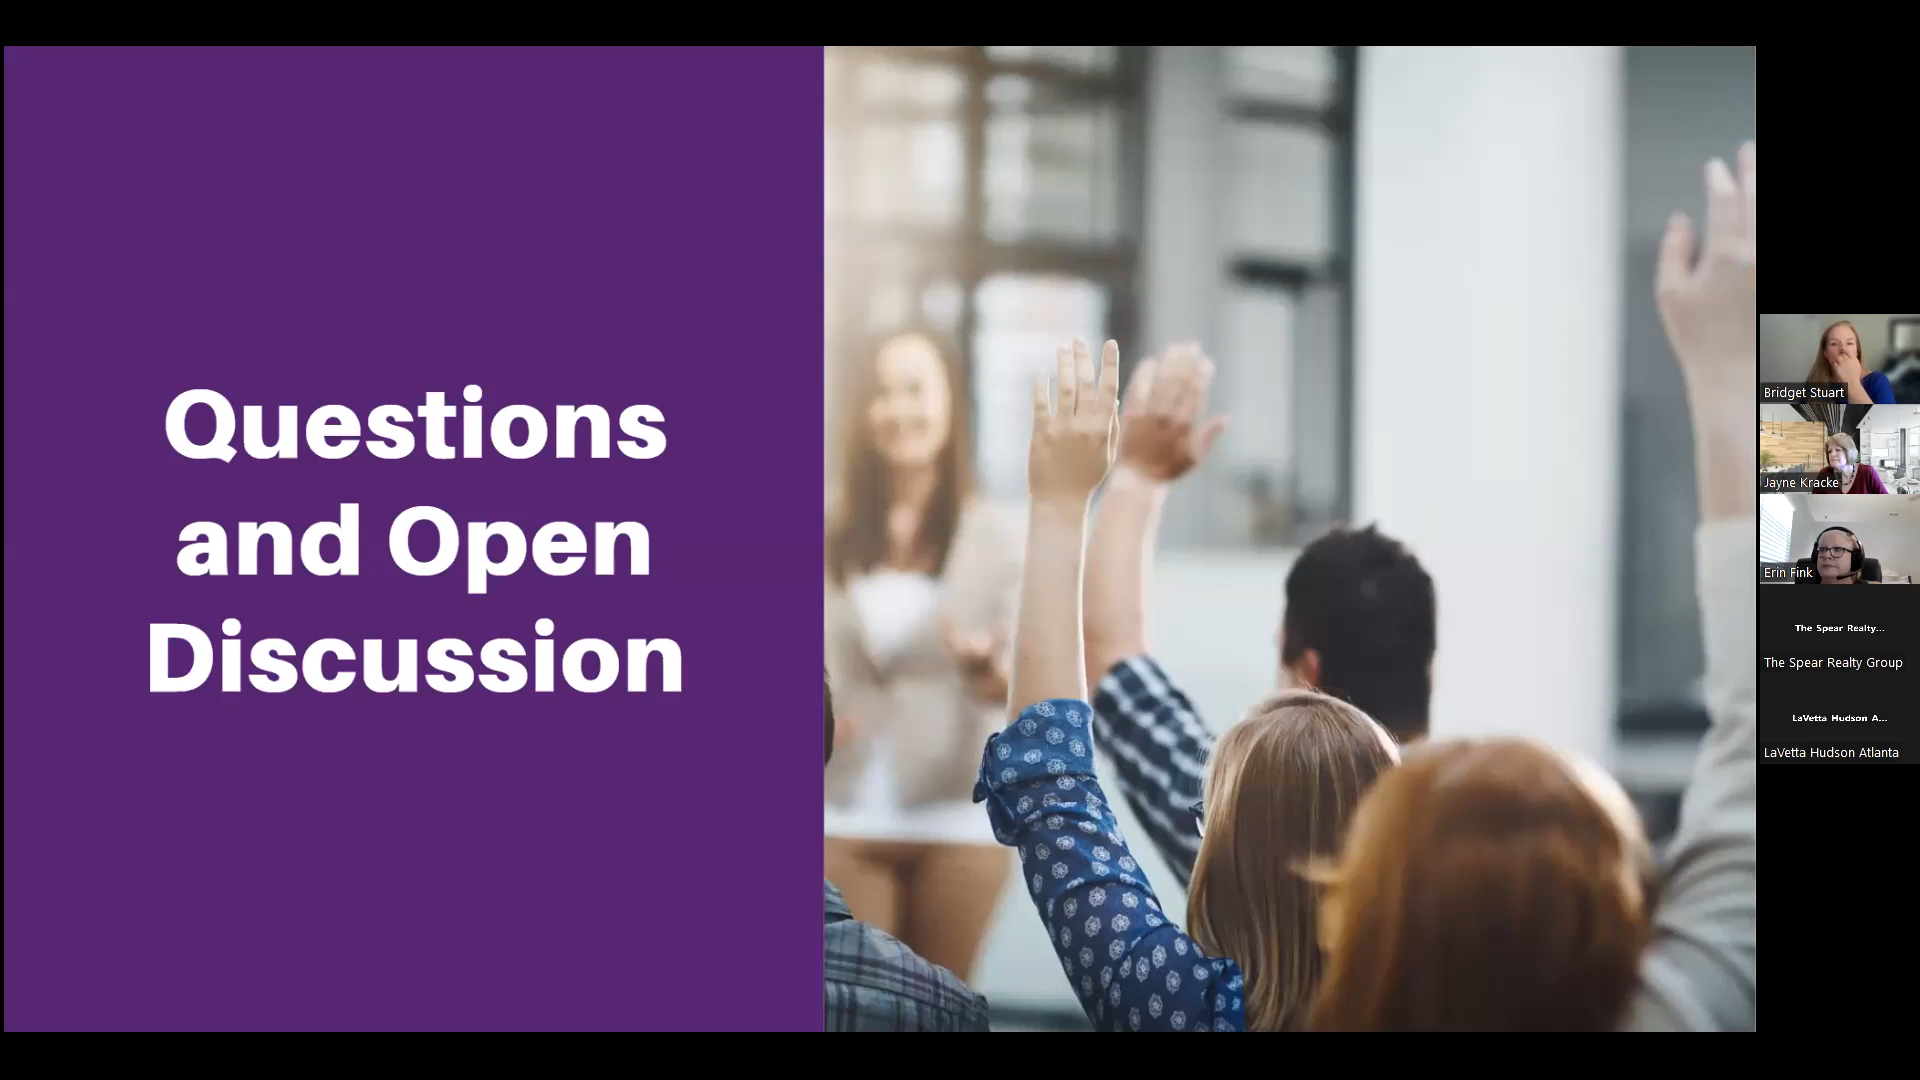 Questions
and Open
Discussion
Bridget Stuart
Jayne Kracke
Erin Fink
The Spear Realty...
The Spear Realty Group
LaVetta Hudson A...
LaVetta Hudson Atlanta